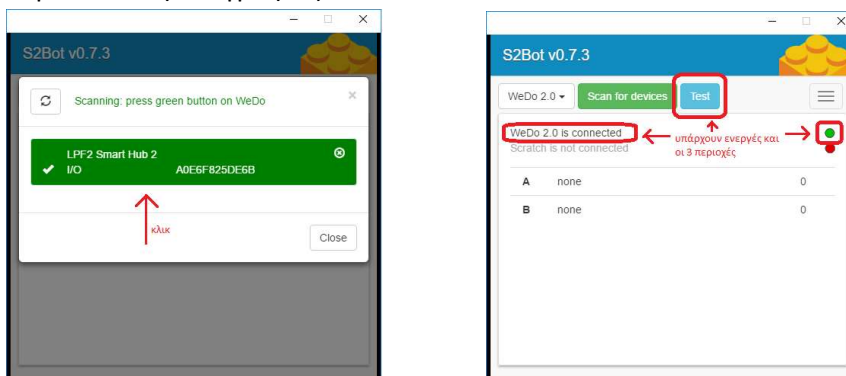 S2Bot v0.7.3
Scanning: press green button on WeDo
LPF2 Smart Hub 2
I/O A0E6F825DE6B
κλικ
Close
S2Bot v0.7.3
WeDo 2.0 Scan for devices Test
WeDo 2.0 is connected
Scratch is not connected
υπάρχουν ενεργές και
οι 3 περιοχές
A none 0
B none 0